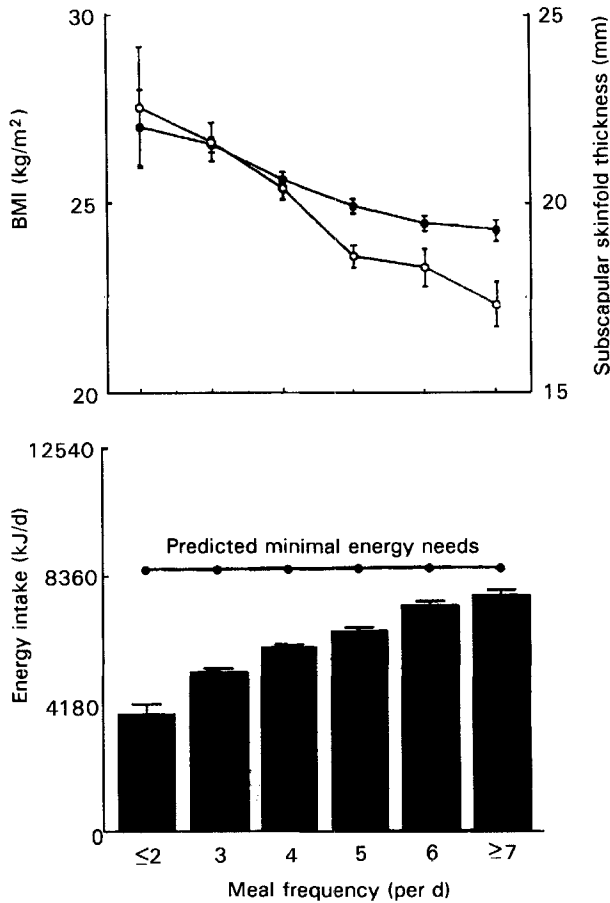 30
25
20
BMI (kg/m²)
25
20
15
Subscapular skinfold thickness (mm)
12540
8360
4180
0
Energy intake (kJ/d)
Predicted minimal energy needs
≤2 3 4 5 6 ≥7
Meal frequency (per d)